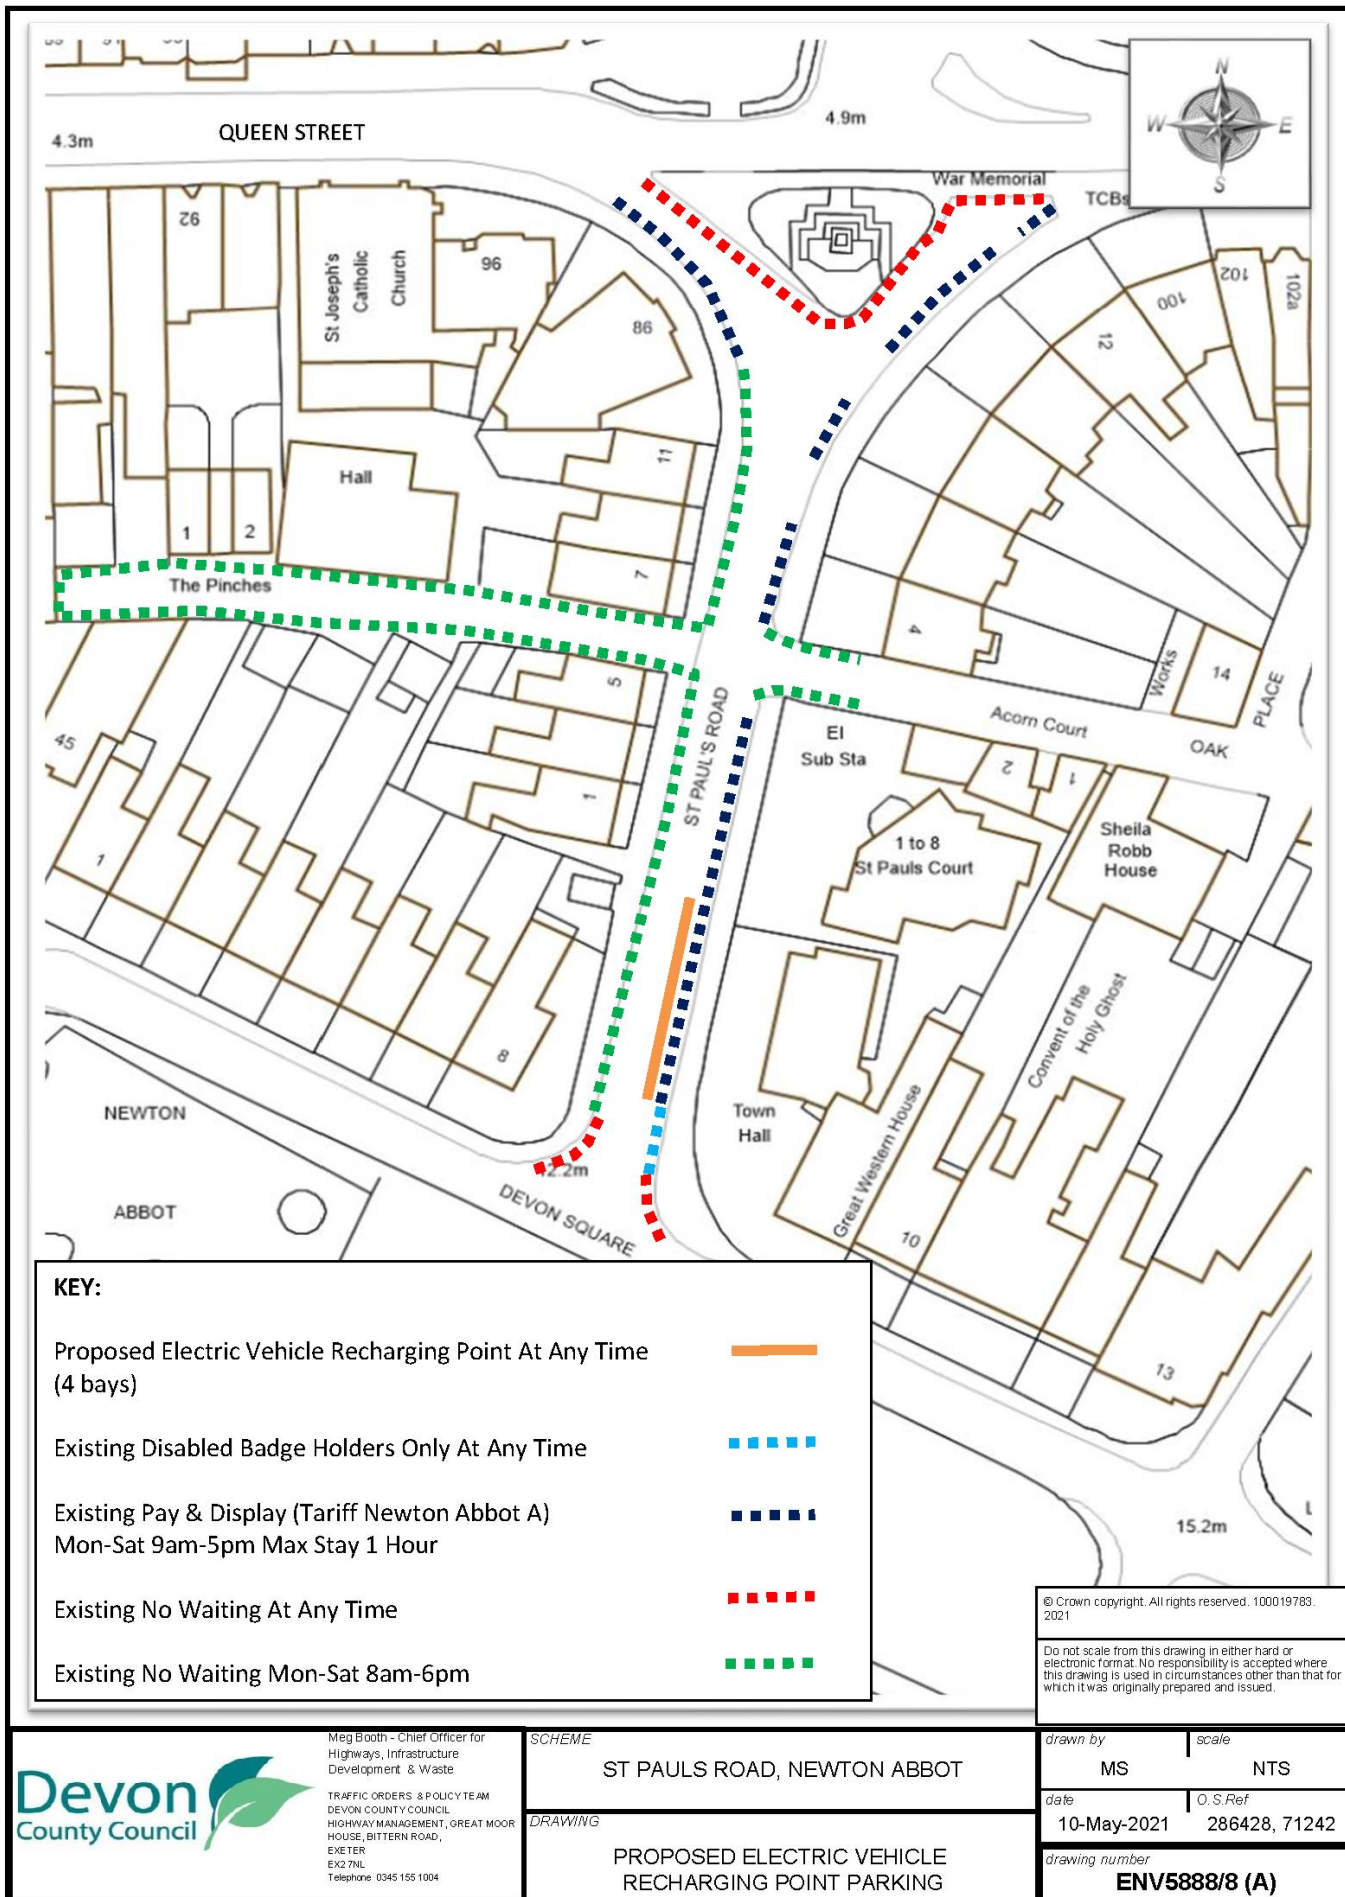 N
W
E
S
QUEEN STREET
4.3m
4.9m
War Memorial
TCBs
92
St Joseph's
Catholic
Church
96
98
102
102a
100
12
Hall
11
1
2
7
The Pinches
4
Works
14
PLACE
5
ST PAUL'S ROAD
Acorn Court
OAK
El
Sub Sta
2
1
45
1
1
1 to 8
St Pauls Court
Sheila
Robb
House
Convent of the
Holy Ghost
8
NEWTON
ABBOT
Town
Hall
Great Western House
10
DEVON SQUARE
13
15.2m
KEY:
Proposed Electric Vehicle Recharging Point At Any Time
(4 bays)
Existing Disabled Badge Holders Only At Any Time
Existing Pay & Display (Tariff Newton Abbot A)
Mon-Sat 9am-5pm Max Stay 1 Hour
Existing No Waiting At Any Time
Existing No Waiting Mon-Sat 8am-6pm
© Crown copyright. All rights reserved. 100019783.
2021
Do not scale from this drawing in either hard or
electronic format. No responsibility is accepted where
this drawing is used in circumstances other than that for
which it was originally prepared and issued.
Devon
County Council
Meg Booth - Chief Officer for
Highways, Infrastructure
Development & Waste
TRAFFIC ORDERS & POLICY TEAM
DEVON COUNTY COUNCIL
HIGHWAY MANAGEMENT, GREAT MOOR
HOUSE, BITTERN ROAD,
EXETER
EX2 7NL
Telephone 0345 155 1004
SCHEME
ST PAULS ROAD, NEWTON ABBOT
DRAWING
PROPOSED ELECTRIC VEHICLE
RECHARGING POINT PARKING
drawn by
MS
scale
NTS
date
10-May-2021
O.S.Ref
286428, 71242
drawing number
ENV5888/8 (A)